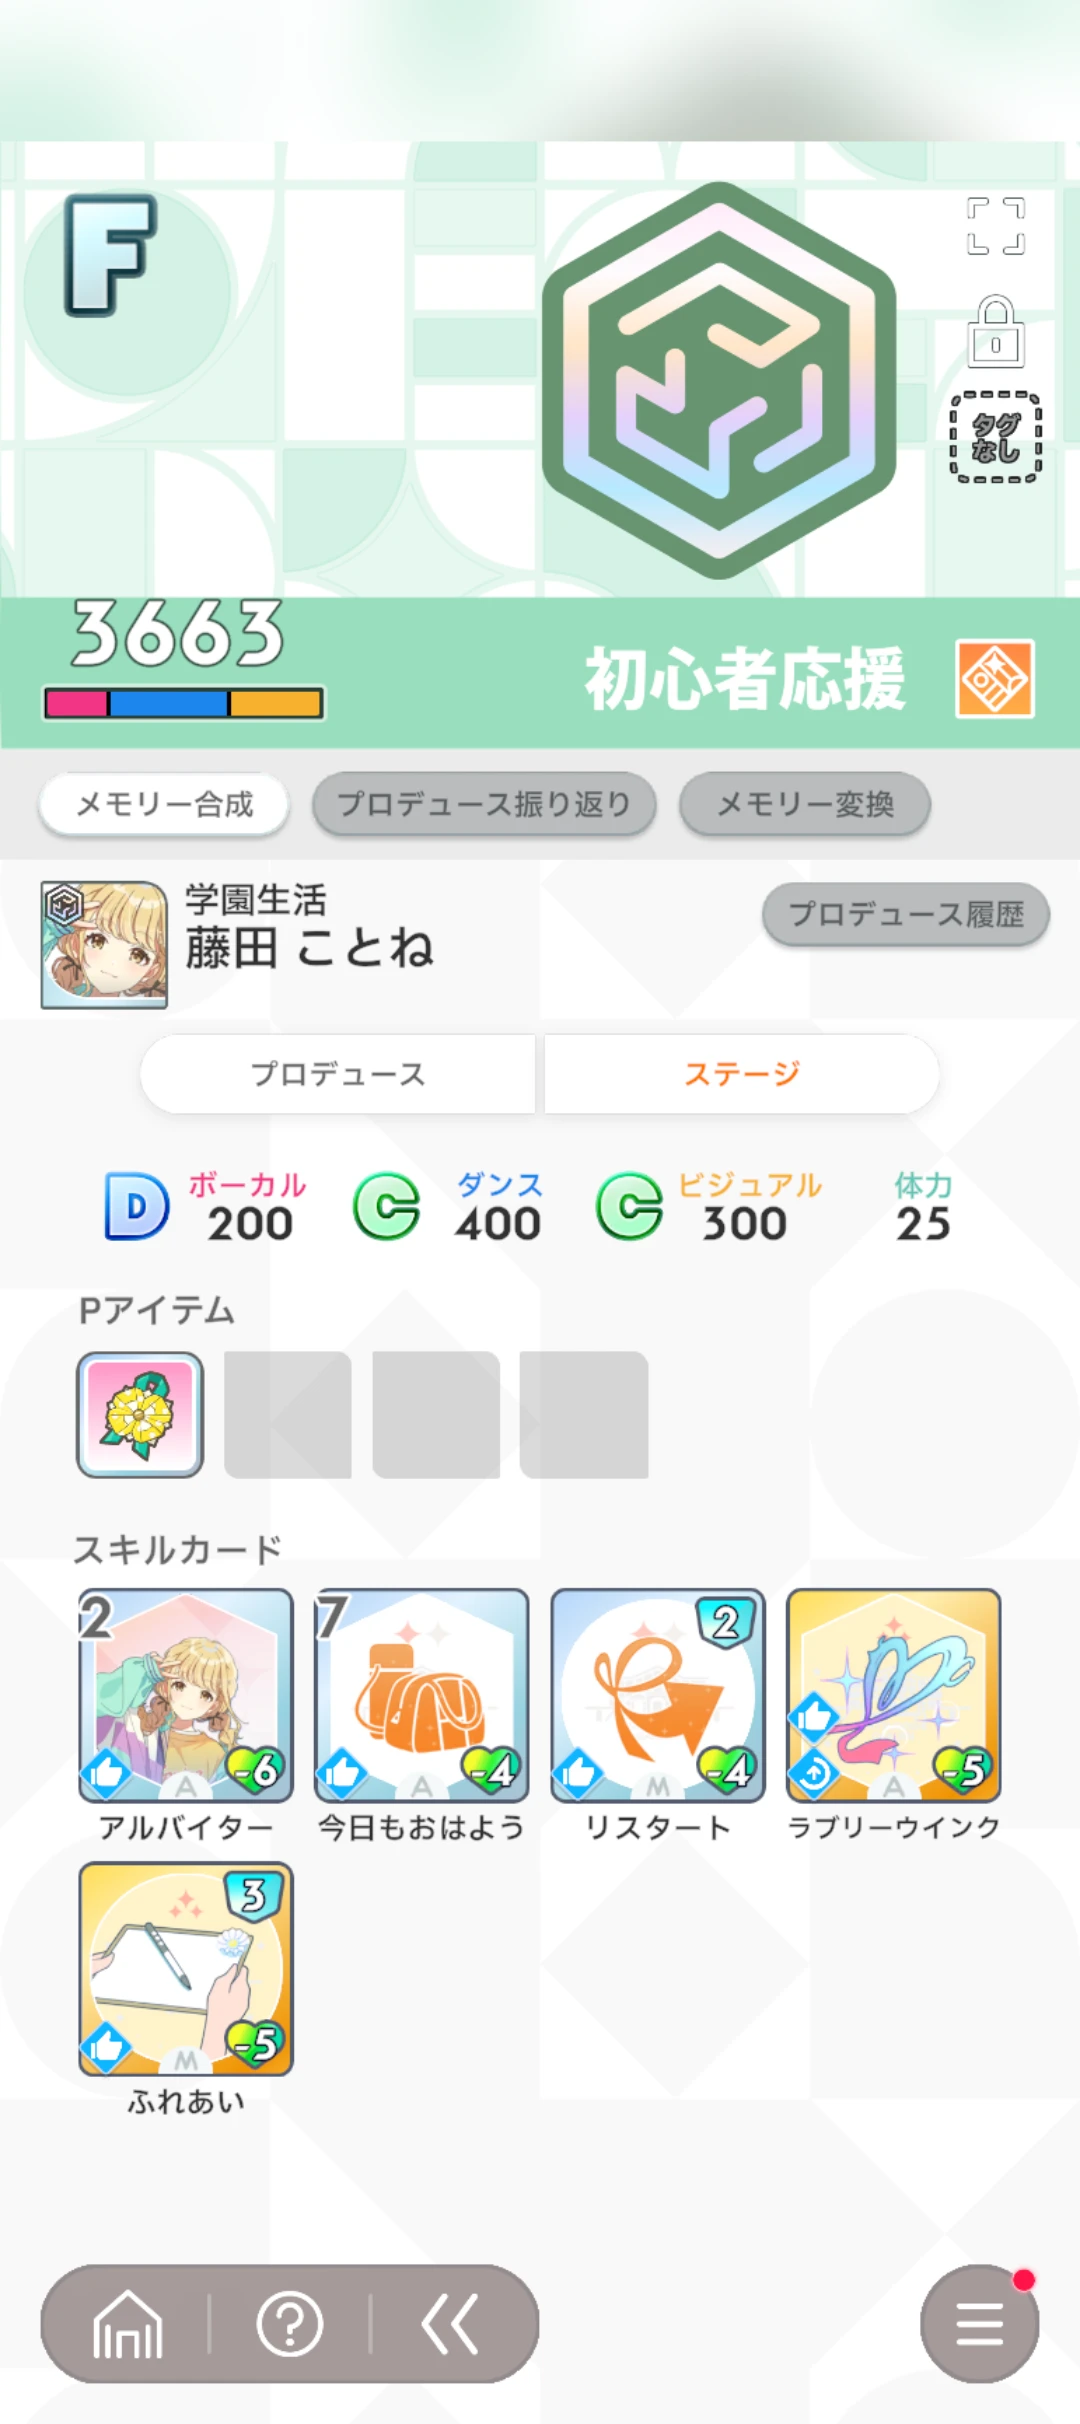 F
タグ
なし
3663
初心者応援
メモリー合成 プロデュース振り返り メモリー変換
学園生活
藤田 ことね
プロデュース履歴
プロデュース ステージ
D ボーカル 200 C ダンス 400 C ビジュアル 300 体力 25
Pアイテム
スキルカード
2 A -6 7 A -4 2 M -4 A -5
アルバイター 今日もおはよう リスタート ラブリーウインク
3 M -5
ふれあい